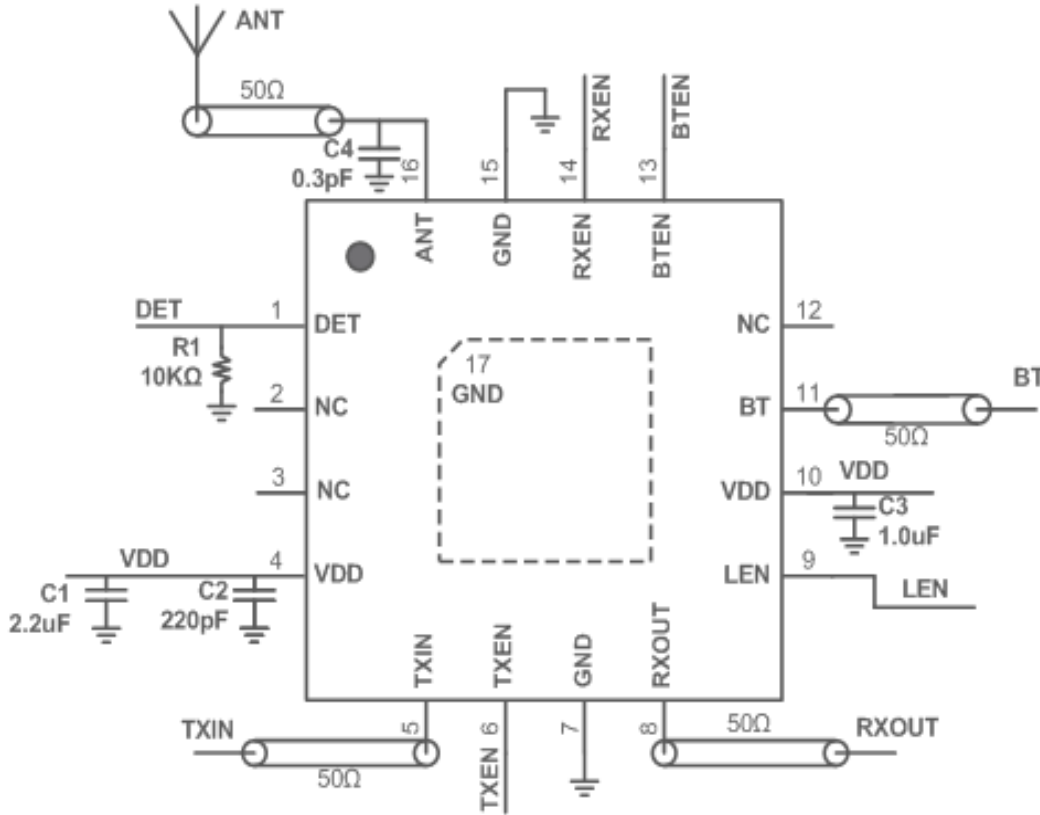 ANT
50Ω
C4
0.3pF
16
15
14
13
RXEN
BTEN
ANT
GND
RXEN
BTEN
DET
1
DET
R1
10KΩ
2
NC
3
NC
VDD
4
VDD
C1
2.2uF
C2
220pF
17
GND
NC
12
BT
11
BT
50Ω
VDD
10
VDD
C3
1.0uF
LEN
9
LEN
TXIN
TXEN
GND
RXOUT
5
6
7
8
TXIN
50Ω
TXEN
50Ω
RXOUT